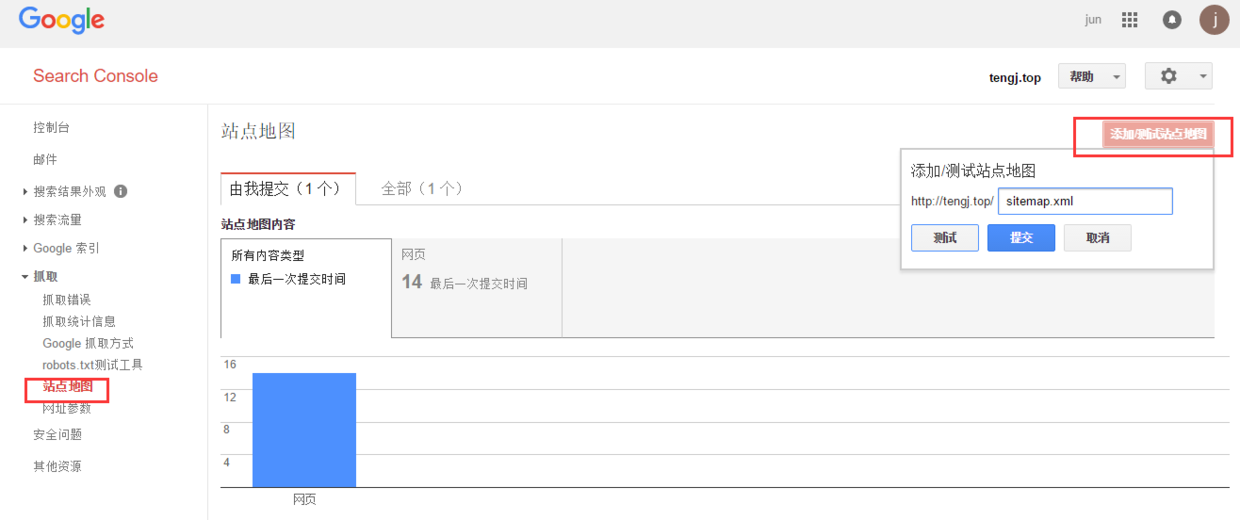 Google
jun
j
Search Console
tengj.top
帮助
控制台
邮件
搜索结果外观
搜索流量
Google 索引
抓取
抓取错误
抓取统计信息
Google 抓取方式
robots.txt测试工具
站点地图
网址参数
安全问题
其他资源
站点地图
添加/测试站点地图
添加/测试站点地图
http://tengj.top/ sitemap.xml
测试 提交 取消
由我提交（1 个） 全部（1 个）
站点地图内容
所有内容类型
最后一次提交时间
网页
14 最后一次提交时间
16
12
8
4
网页